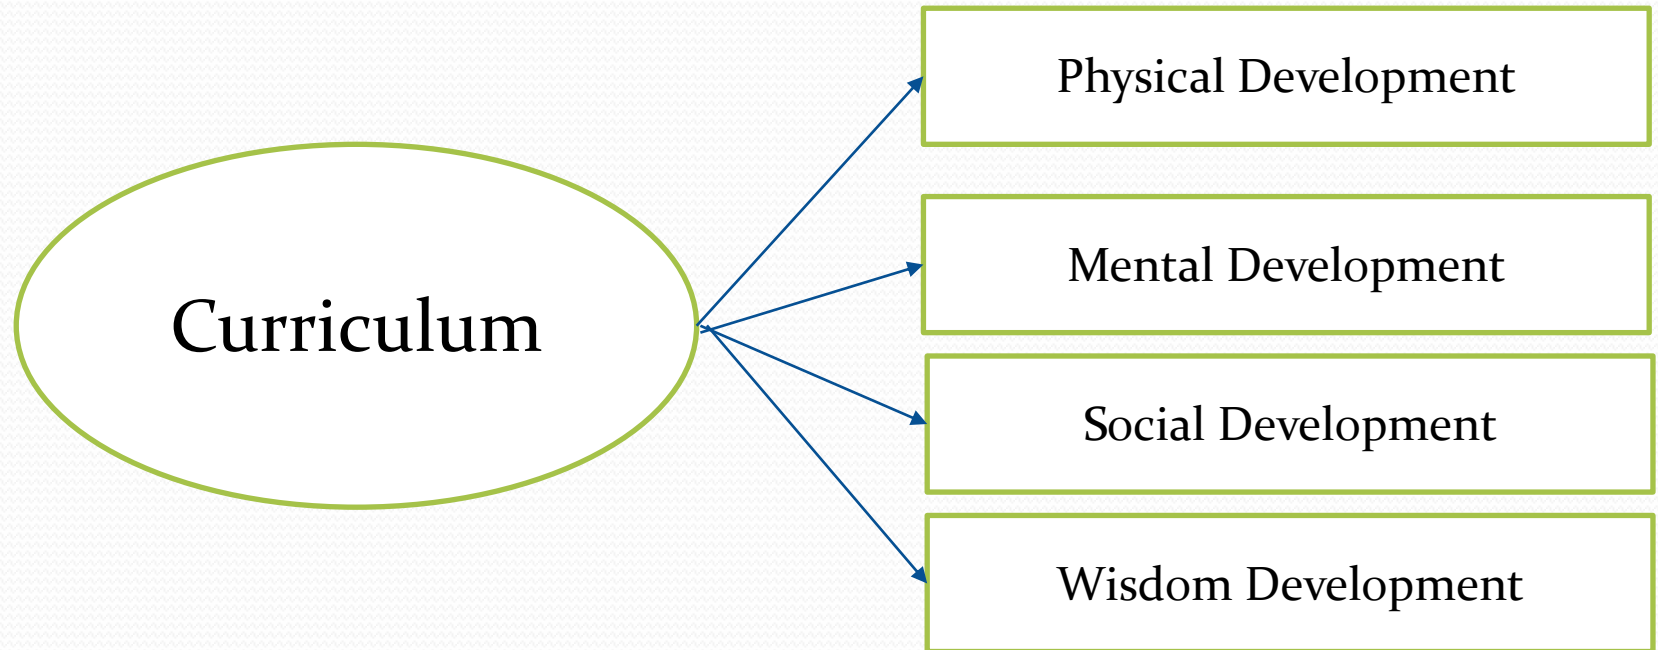 Physical Development
Mental Development
Curriculum
Social Development
Wisdom Development